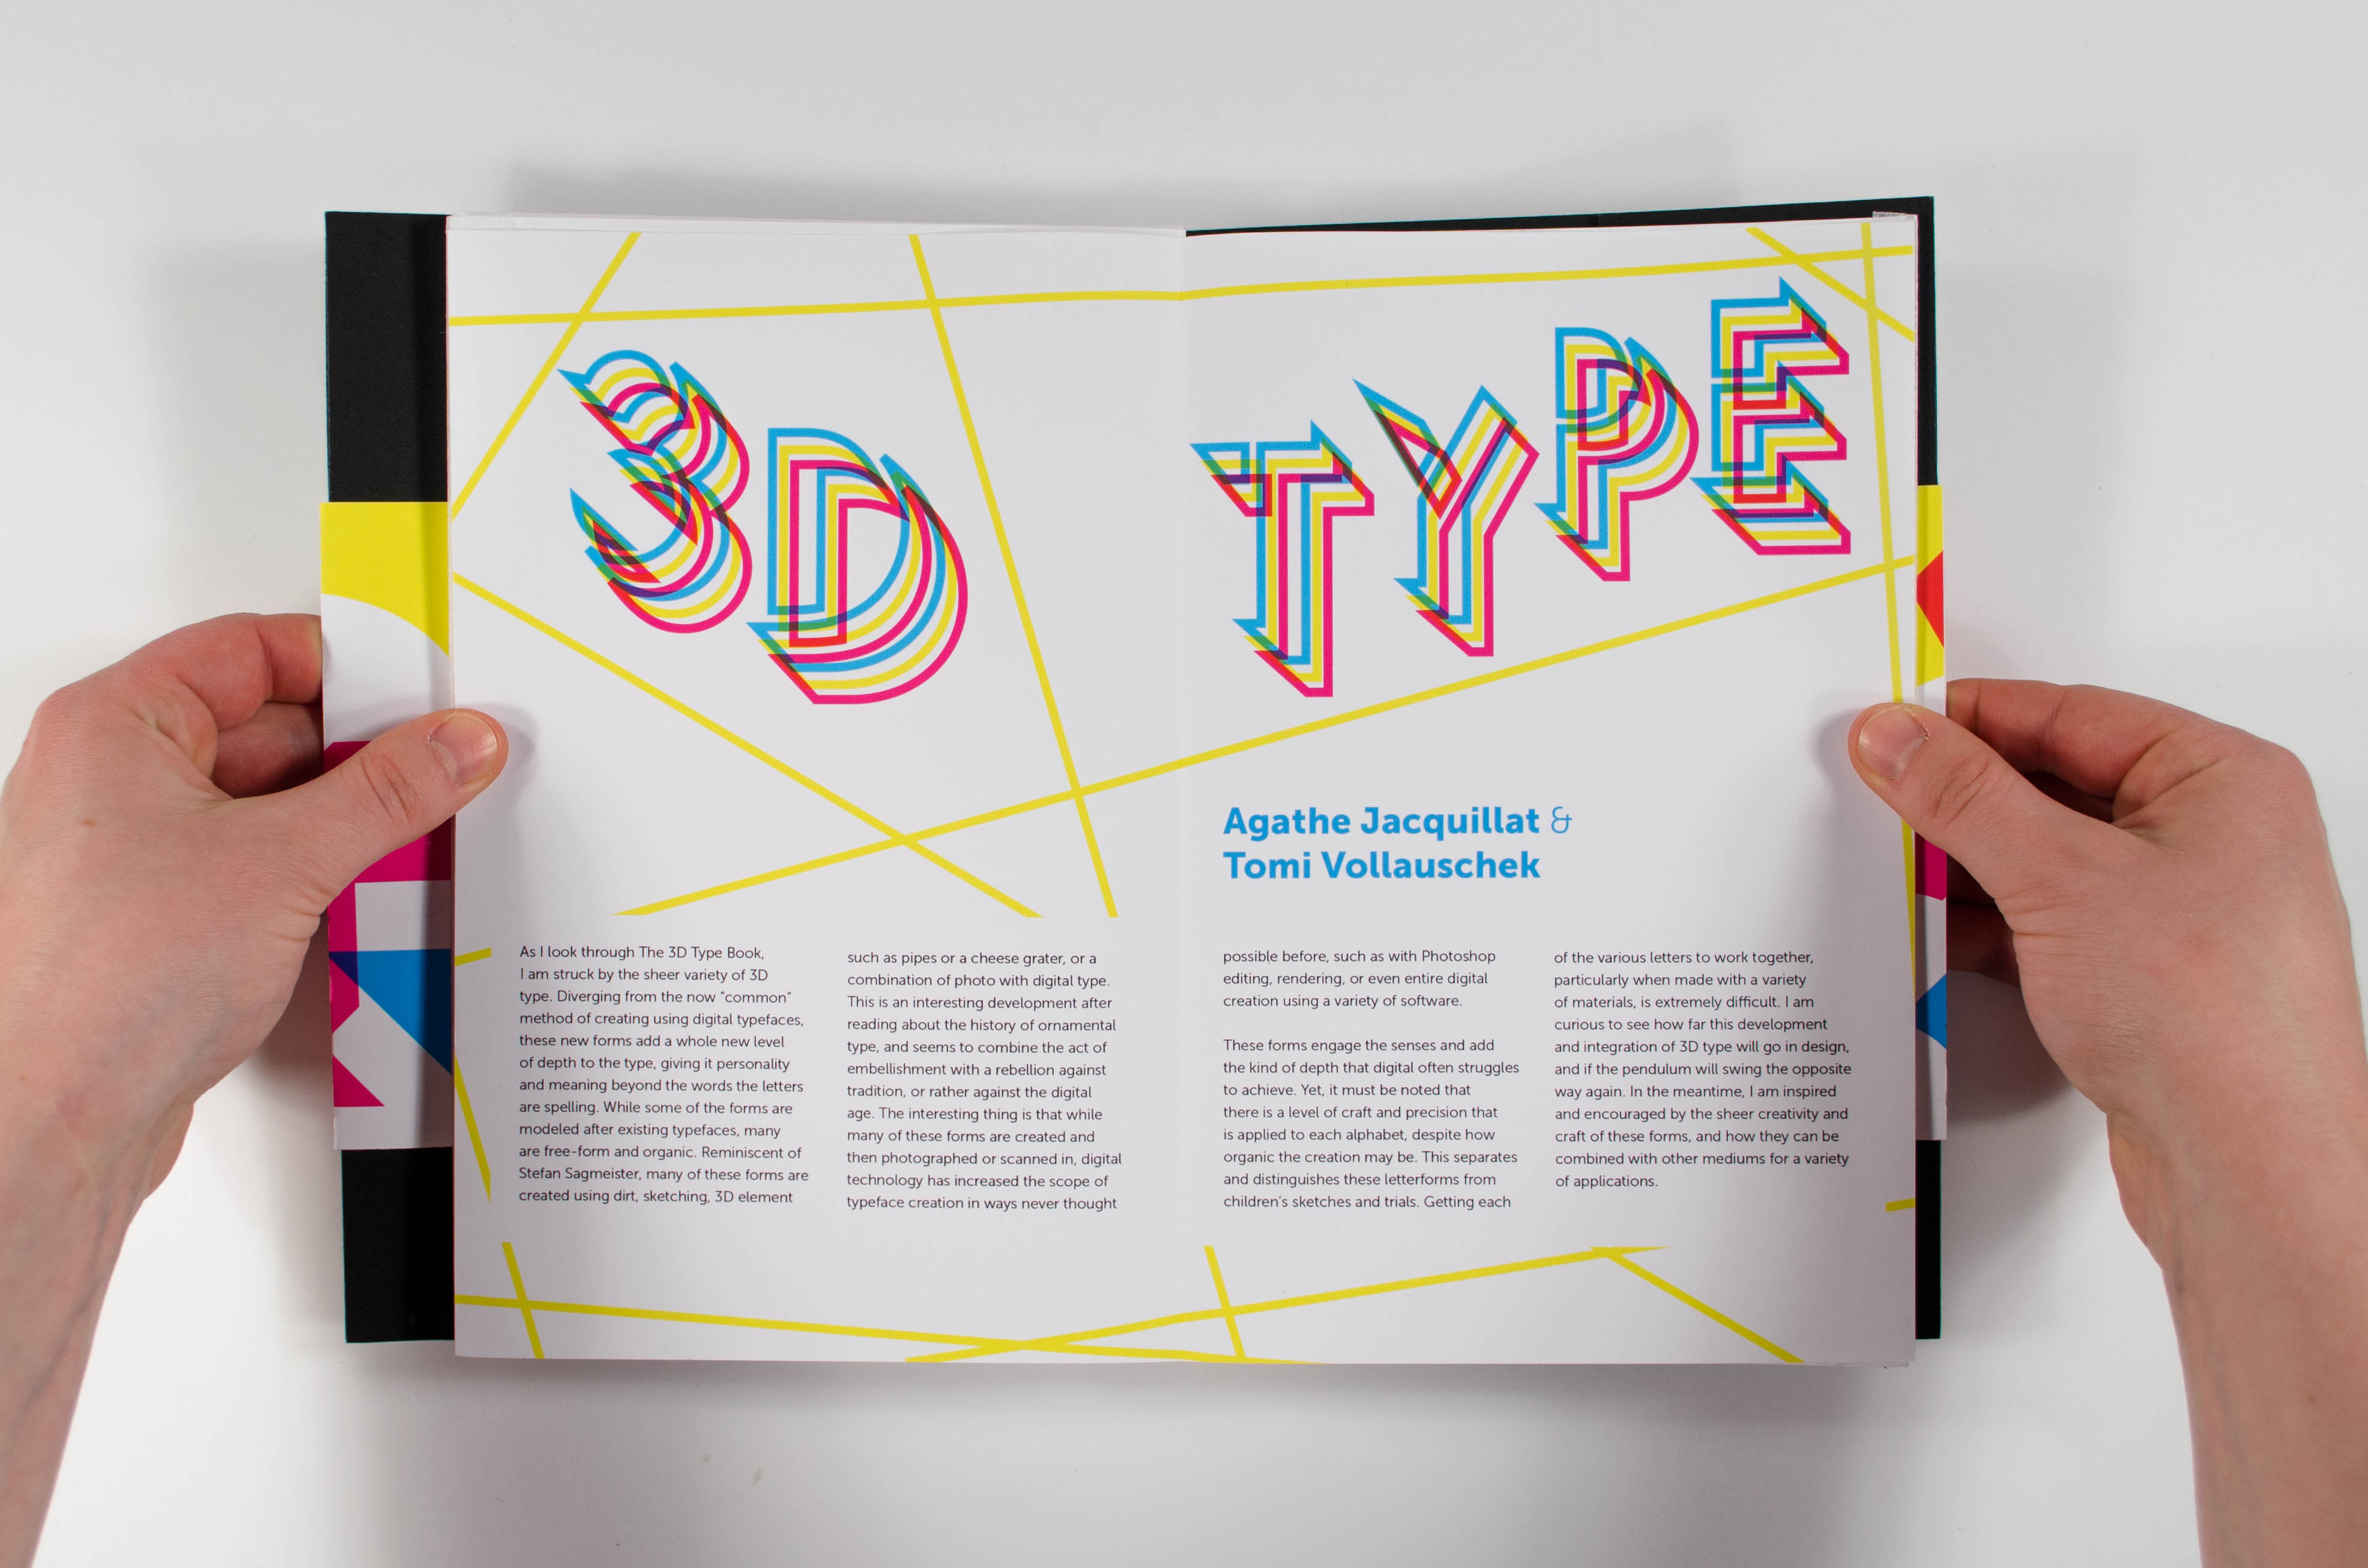 3D TYPE
Agathe Jacquillat &
Tomi Vollauschek
As I look through The 3D Type Book,
I am struck by the sheer variety of 3D
type. Diverging from the now “common”
method of creating using digital typefaces,
these new forms add a whole new level
of depth to the type, giving it personality
and meaning beyond the words the letters
are spelling. While some of the forms are
modeled after existing typefaces, many
are free-form and organic. Reminiscent of
Stefan Sagmeister, many of these forms are
created using dirt, sketching, 3D element
such as pipes or a cheese grater, or a
combination of photo with digital type.
This is an interesting development after
reading about the history of ornamental
type, and seems to combine the act of
embellishment with a rebellion against
tradition, or rather against the digital
age. The interesting thing is that while
many of these forms are created and
then photographed or scanned in, digital
technology has increased the scope of
typeface creation in ways never thought
possible before, such as with Photoshop
editing, rendering, or even entire digital
creation using a variety of software.
These forms engage the senses and add
the kind of depth that digital often struggles
to achieve. Yet, it must be noted that
there is a level of craft and precision that
is applied to each alphabet, despite how
organic the creation may be. This separates
and distinguishes these letterforms from
children’s sketches and trials. Getting each
of the various letters to work together,
particularly when made with a variety
of materials, is extremely difficult. I am
curious to see how far this development
and integration of 3D type will go in design,
and if the pendulum will swing the opposite
way again. In the meantime, I am inspired
and encouraged by the sheer creativity and
craft of these forms, and how they can be
combined with other mediums for a variety
of applications.